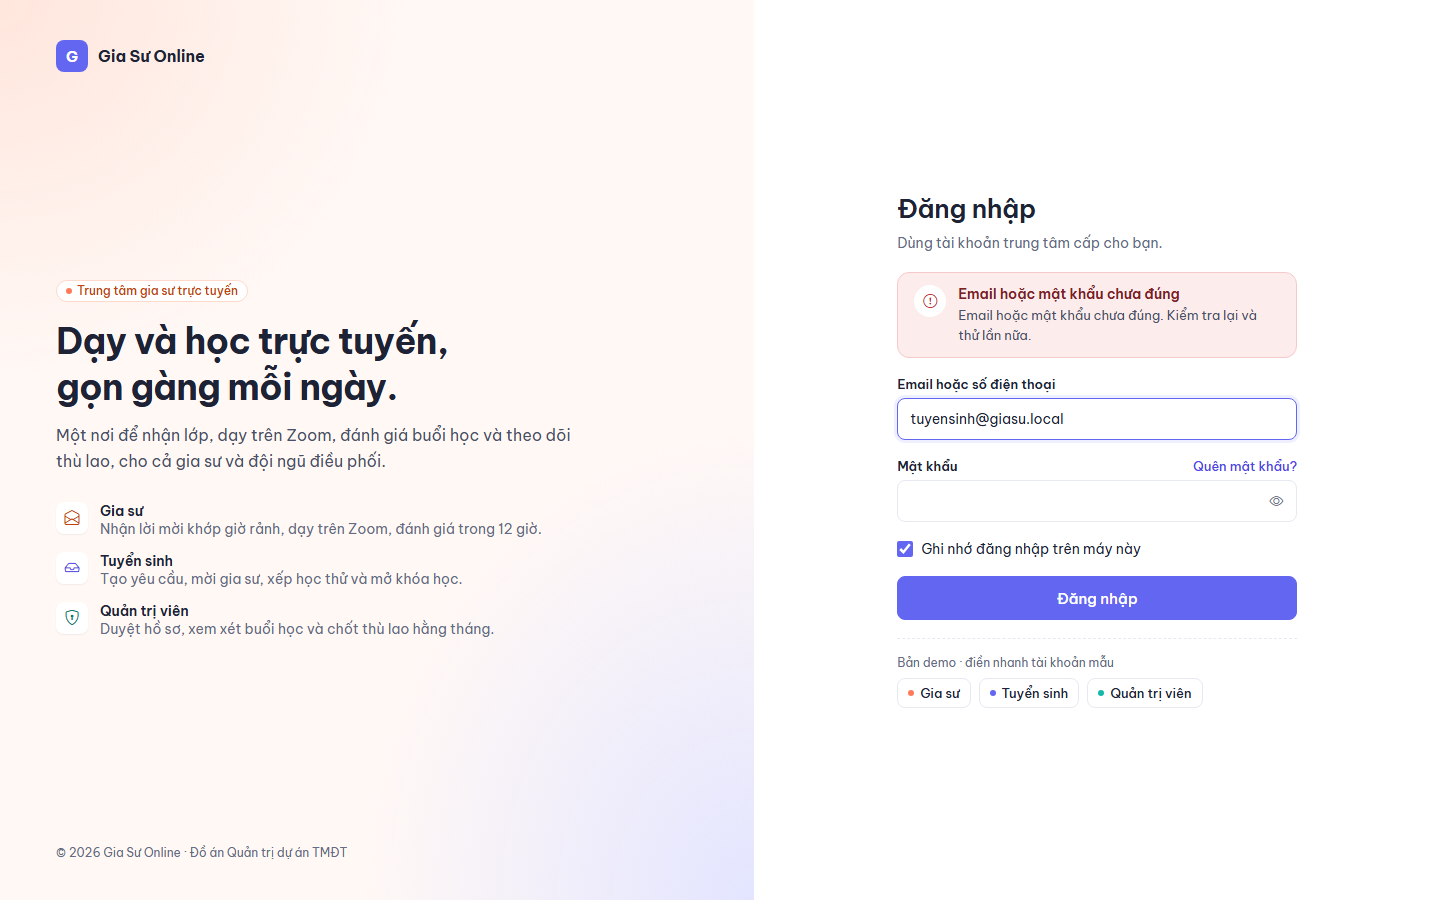 G Gia Sư Online
Trung tâm gia sư trực tuyến
Dạy và học trực tuyến,
gọn gàng mỗi ngày.
Một nơi để nhận lớp, dạy trên Zoom, đánh giá buổi học và theo dõi
thù lao, cho cả gia sư và đội ngũ điều phối.
Gia sư
Nhận lời mời khớp giờ rảnh, dạy trên Zoom, đánh giá trong 12 giờ.
Tuyển sinh
Tạo yêu cầu, mời gia sư, xếp học thử và mở khóa học.
Quản trị viên
Duyệt hồ sơ, xem xét buổi học và chốt thù lao hằng tháng.
© 2026 Gia Sư Online · Đồ án Quản trị dự án TMĐT
Đăng nhập
Dùng tài khoản trung tâm cấp cho bạn.
Email hoặc mật khẩu chưa đúng
Email hoặc mật khẩu chưa đúng. Kiểm tra lại và
thử lần nữa.
Email hoặc số điện thoại
tuyensinh@giasu.local
Mật khẩu Quên mật khẩu?
Ghi nhớ đăng nhập trên máy này
Đăng nhập
Bản demo · điền nhanh tài khoản mẫu
Gia sư Tuyển sinh Quản trị viên